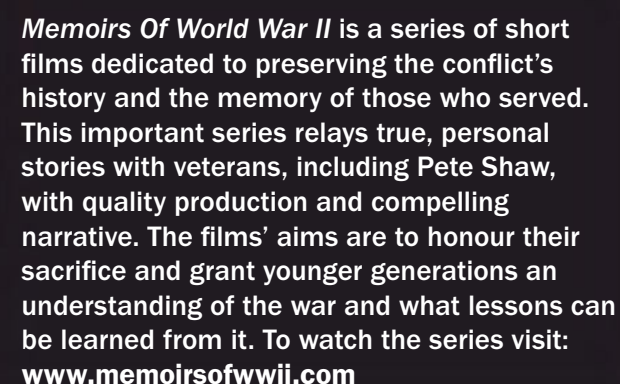 Memoirs Of World War II is a series of short
films dedicated to preserving the conflict's
history and the memory of those who served.
This important series relays true, personal
stories with veterans, including Pete Shaw,
with quality production and compelling
narrative. The films' aims are to honour their
sacrifice and grant younger generations an
understanding of the war and what lessons can
be learned from it. To watch the series visit:
www.memoirsofwwii.com